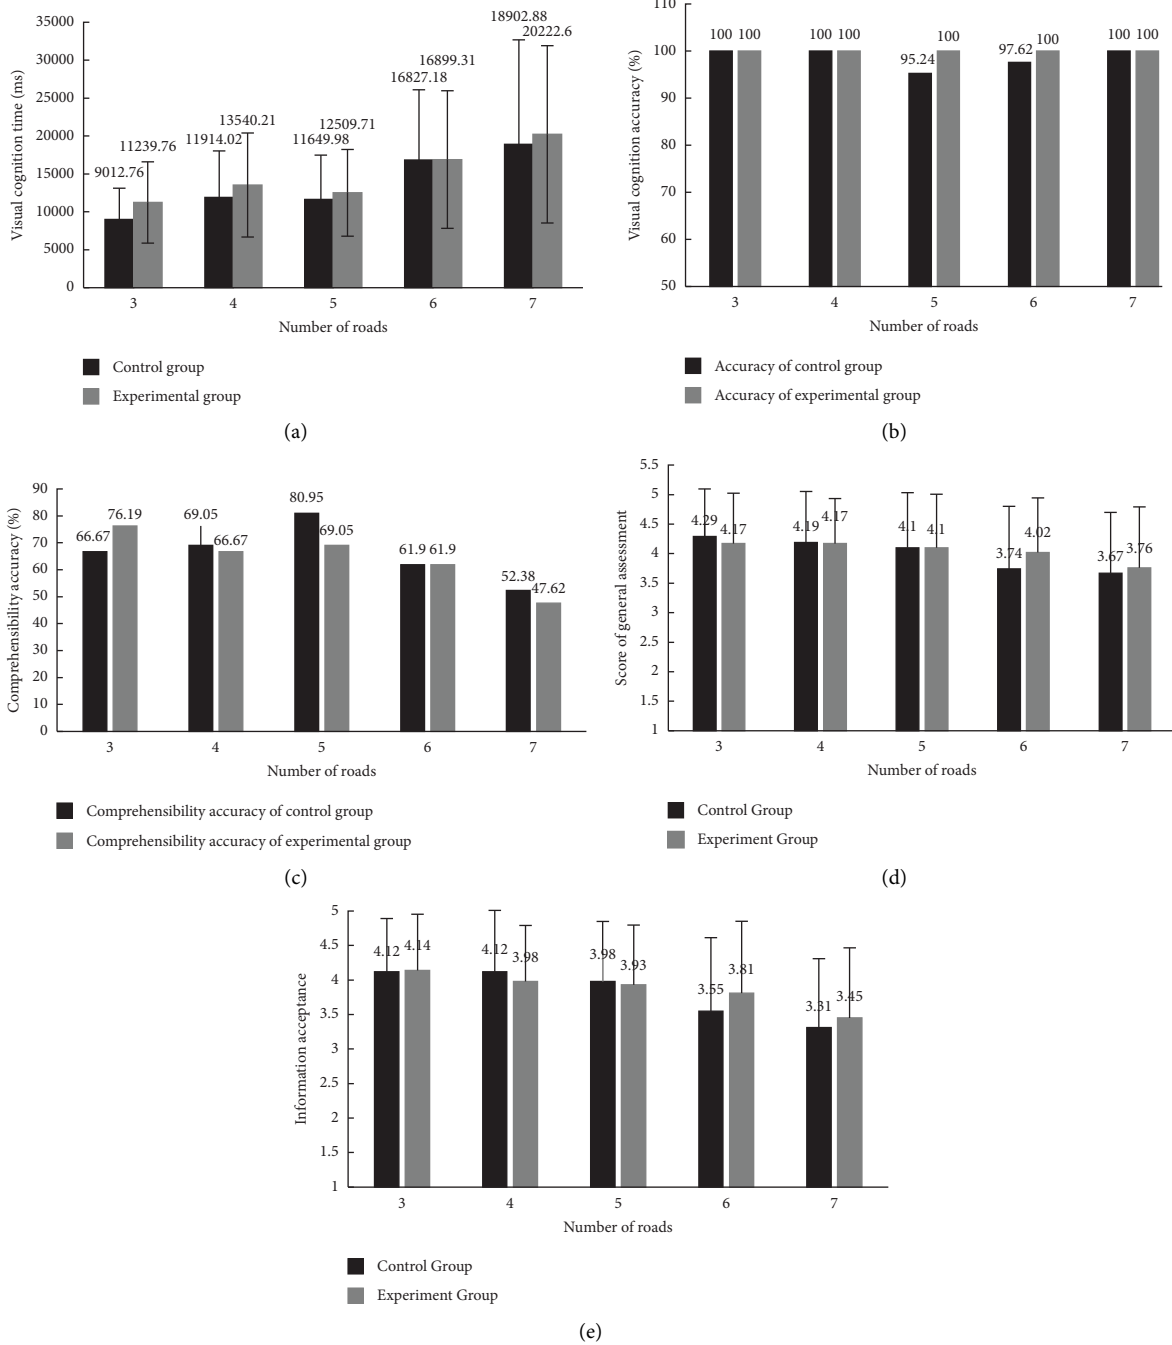 35000
30000
25000
20000
15000
10000
5000
0
Visual cognition time (ms)
9012.76
11239.76
11914.02
13540.21
11649.98
12509.71
16827.18
16899.31
18902.88
20222.6
3 4 5 6 7
Number of roads
Control group
Experimental group
(a)
110
100
90
80
70
60
50
Visual cognition accuracy (%)
100 100 100 100 95.24 100 97.62 100 100 100
3 4 5 6 7
Number of roads
Accuracy of control group
Accuracy of experimental group
(b)
90
80
70
60
50
40
30
20
10
0
Comprehensibility accuracy (%)
66.67 76.19 69.05 66.67 80.95 69.05 61.9 61.9 52.38 47.62
3 4 5 6 7
Number of roads
Comprehensibility accuracy of control group
Comprehensibility accuracy of experimental group
(c)
5.5
5
4.5
4
3.5
3
2.5
2
1.5
1
Score of general assessment
4.29 4.17 4.19 4.17 4.1 4.1 3.74 4.02 3.67 3.76
3 4 5 6 7
Number of roads
Control Group
Experiment Group
(d)
5
4.5
4
3.5
3
2.5
2
1.5
1
Information acceptance
4.12 4.14 4.12 3.98 3.98 3.93 3.55 3.81 3.31 3.45
3 4 5 6 7
Number of roads
Control Group
Experiment Group
(e)